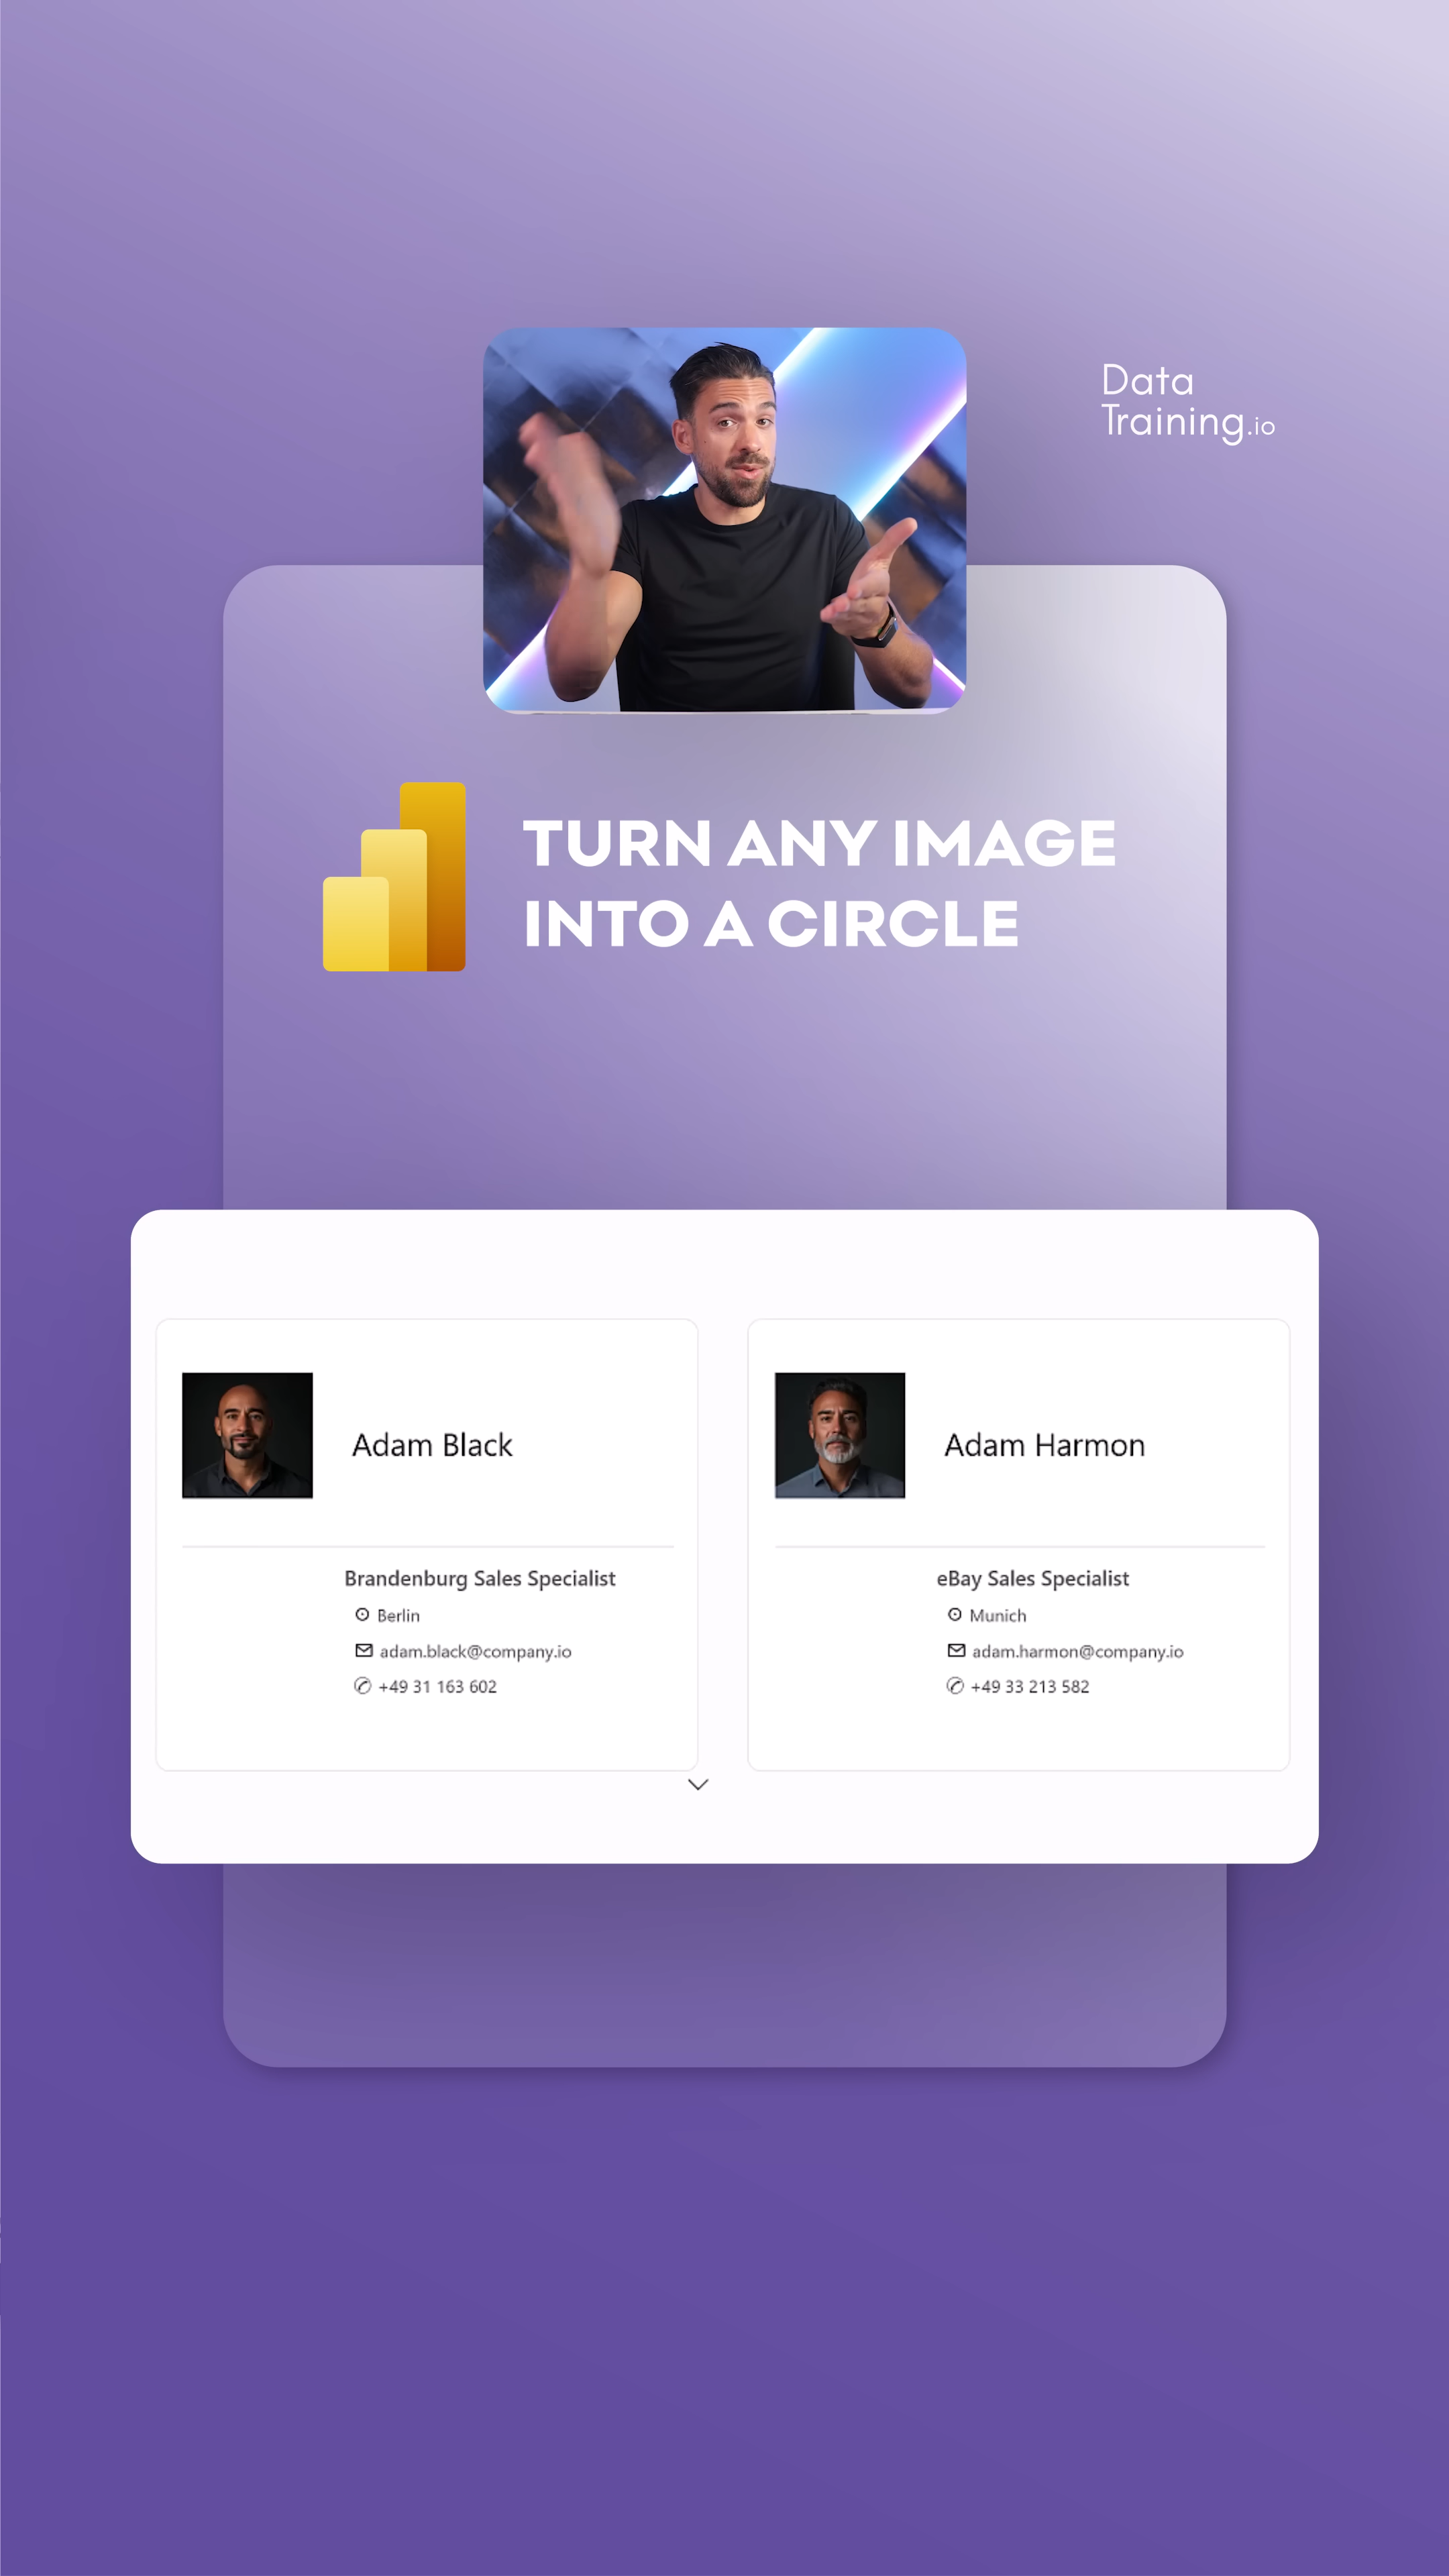 Data
Training.io
TURN ANY IMAGE
INTO A CIRCLE
Adam Black
Brandenburg Sales Specialist
Berlin
adam.black@company.io
+49 31 163 602
Adam Harmon
eBay Sales Specialist
Munich
adam.harmon@company.io
+49 33 213 582